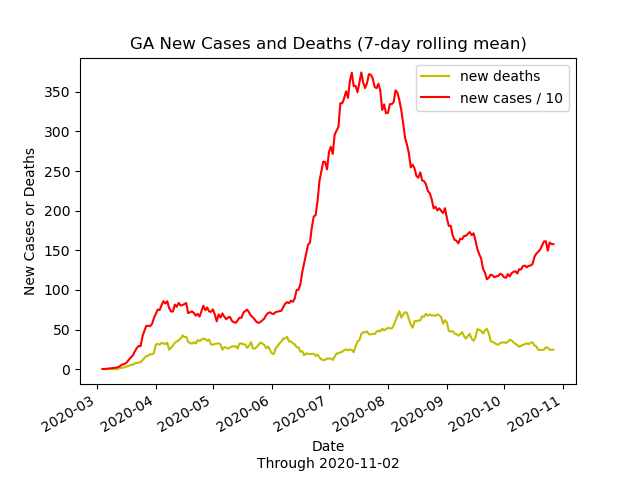 GA New Cases and Deaths (7-day rolling mean)
new deaths
new cases / 10
New Cases or Deaths
350
300
250
200
150
100
50
0
2020-03
2020-04
2020-05
2020-06
2020-07
2020-08
2020-09
2020-10
2020-11
Date
Through 2020-11-02